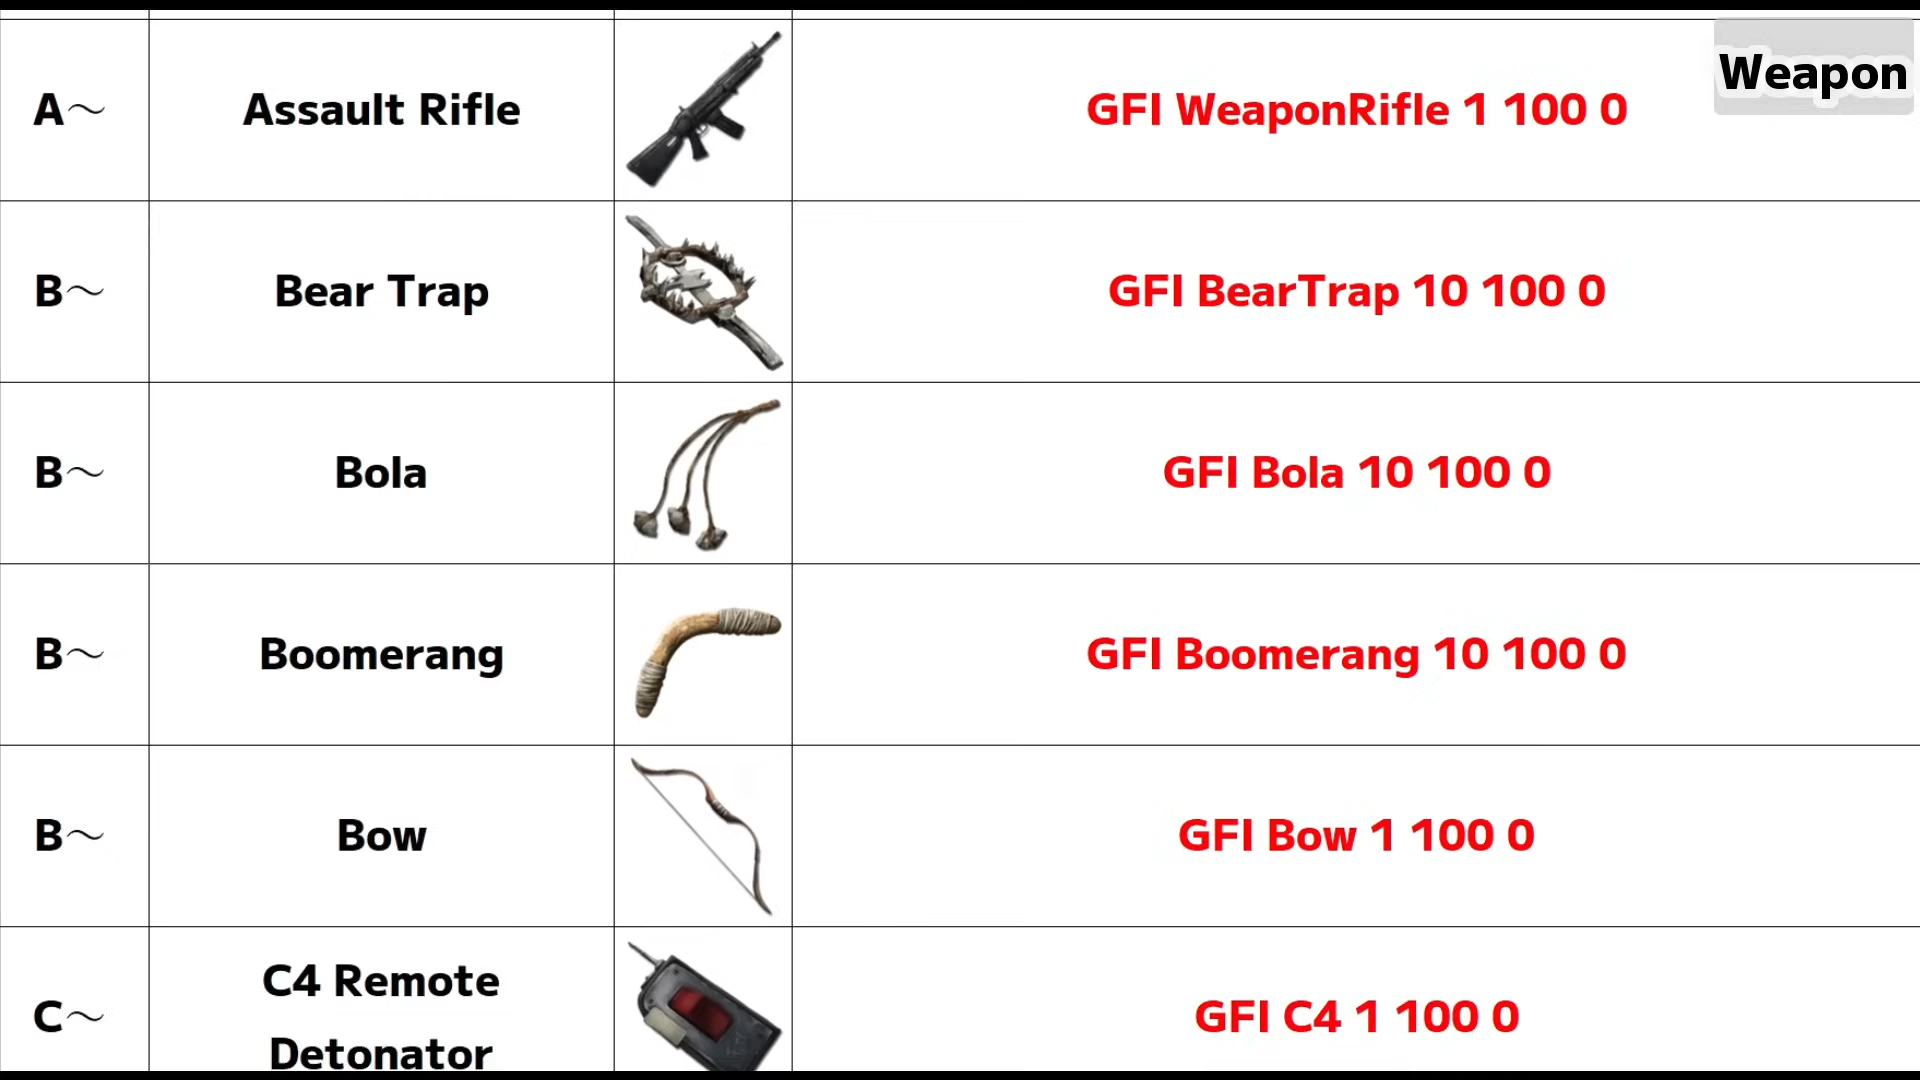 Weapon
A～ Assault Rifle GFI WeaponRifle 1 100 0
B～ Bear Trap GFI BearTrap 10 100 0
B～ Bola GFI Bola 10 100 0
B～ Boomerang GFI Boomerang 10 100 0
B～ Bow GFI Bow 1 100 0
C～ C4 Remote
Detonator GFI C4 1 100 0